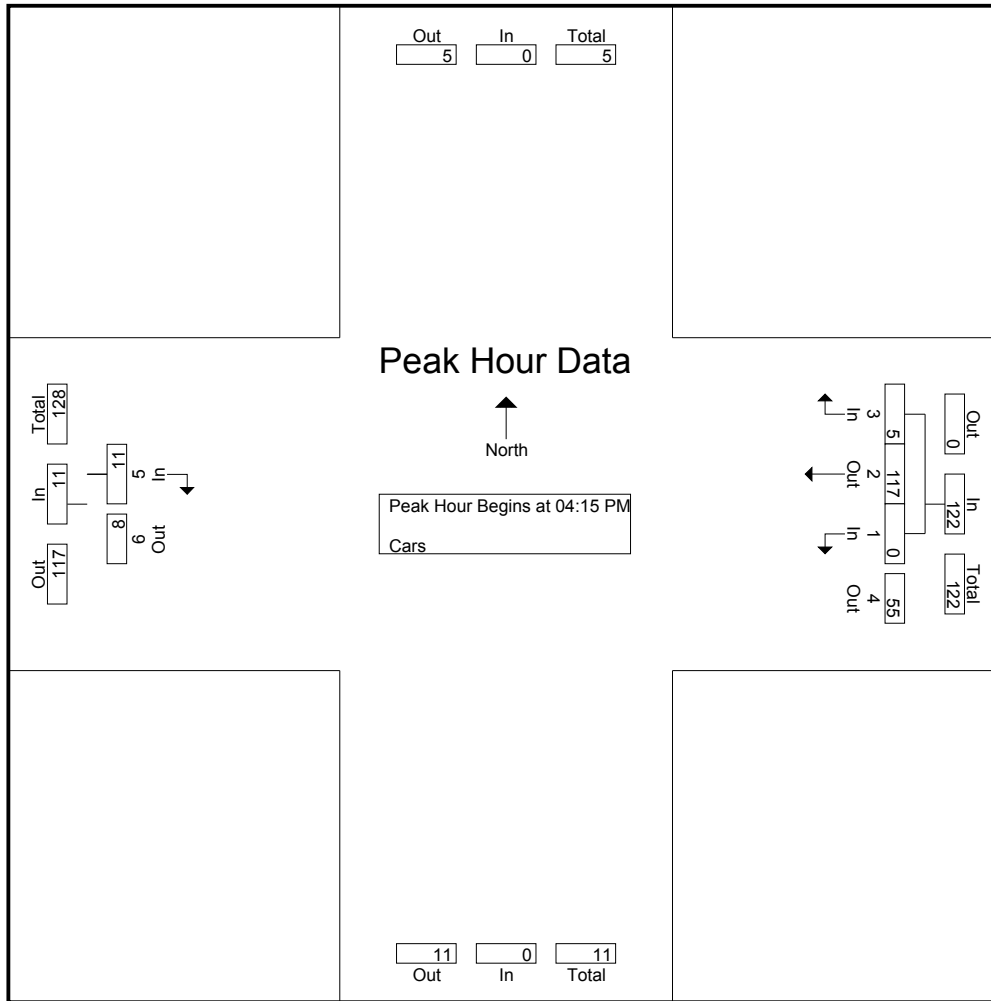 Out In Total
5 0 5
Peak Hour Data
North
Peak Hour Begins at 04:15 PM
Cars
Total 128
In 11
Out 117
11 5 In
8 6 Out
In 3 5
Out 2 117
In 1 0
Out 4 55
Out 0
In 122
Total 122
11 0 11
Out In Total